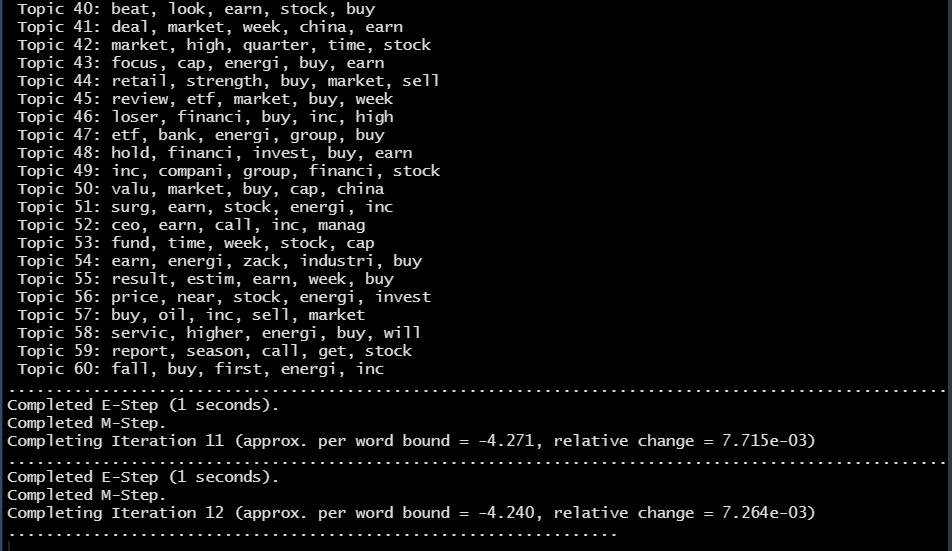 Topic 40: beat, look, earn, stock, buy
Topic 41: deal, market, week, china, earn
Topic 42: market, high, quarter, time, stock
Topic 43: focus, cap, energi, buy, earn
Topic 44: retail, strength, buy, market, sell
Topic 45: review, etf, market, buy, week
Topic 46: loser, financi, buy, inc, high
Topic 47: etf, bank, energi, group, buy
Topic 48: hold, financi, invest, buy, earn
Topic 49: inc, compani, group, financi, stock
Topic 50: valu, market, buy, cap, china
Topic 51: surg, earn, stock, energi, inc
Topic 52: ceo, earn, call, inc, manag
Topic 53: fund, time, week, stock, cap
Topic 54: earn, energi, zack, industri, buy
Topic 55: result, estim, earn, week, buy
Topic 56: price, near, stock, energi, invest
Topic 57: buy, oil, inc, sell, market
Topic 58: servic, higher, energi, buy, will
Topic 59: report, season, call, get, stock
Topic 60: fall, buy, first, energi, inc
....................................................................................................
Completed E-Step (1 seconds).
Completed M-Step.
Completing Iteration 11 (approx. per word bound = -4.271, relative change = 7.715e-03)
....................................................................................................
Completed E-Step (1 seconds).
Completed M-Step.
Completing Iteration 12 (approx. per word bound = -4.240, relative change = 7.264e-03)
.................................................................